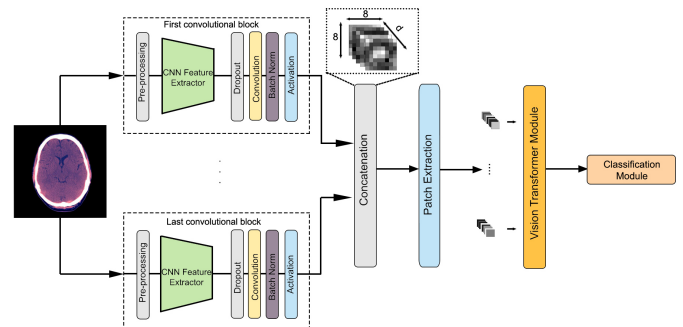 First convolutional block
Pre-processing
CNN Feature
Extractor
Dropout
Convolution
Batch Norm
Activation
8
8
d
Concatenation
Patch Extraction
...
Vision Transformer Module
Classification
Module
Last convolutional block
Pre-processing
CNN Feature
Extractor
Dropout
Convolution
Batch Norm
Activation